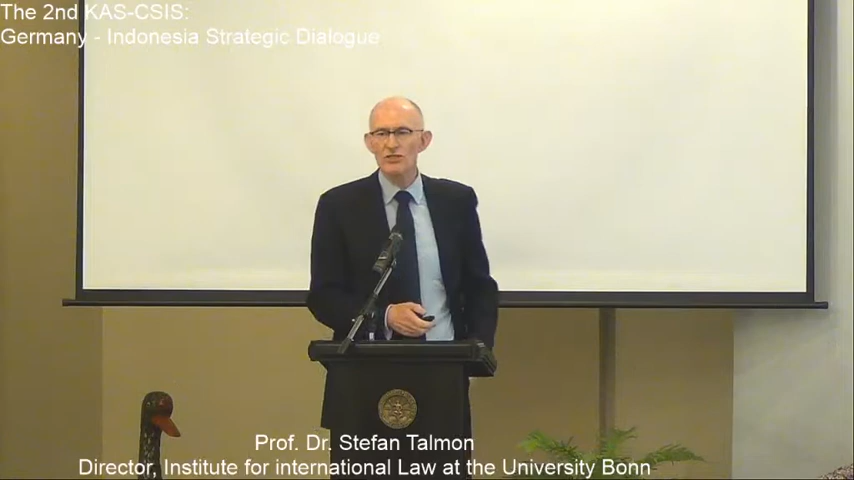 The 2nd KAS-CSIS:
Germany - Indonesia Strategic Dialogue
Prof. Dr. Stefan Talmon
Director, Institute for international Law at the University Bonn